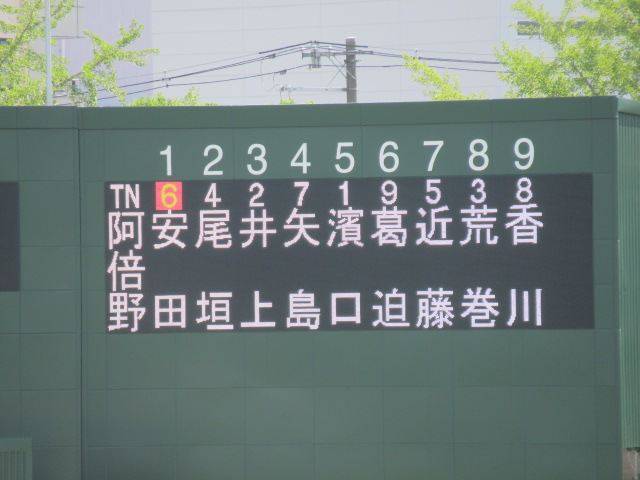 1 2 3 4 5 6 7 8 9
TN 6 4 2 7 1 9 5 3 8
阿倍野 安田 尾垣 井上 矢島 濱口 葛迫 近藤 荒巻 香川